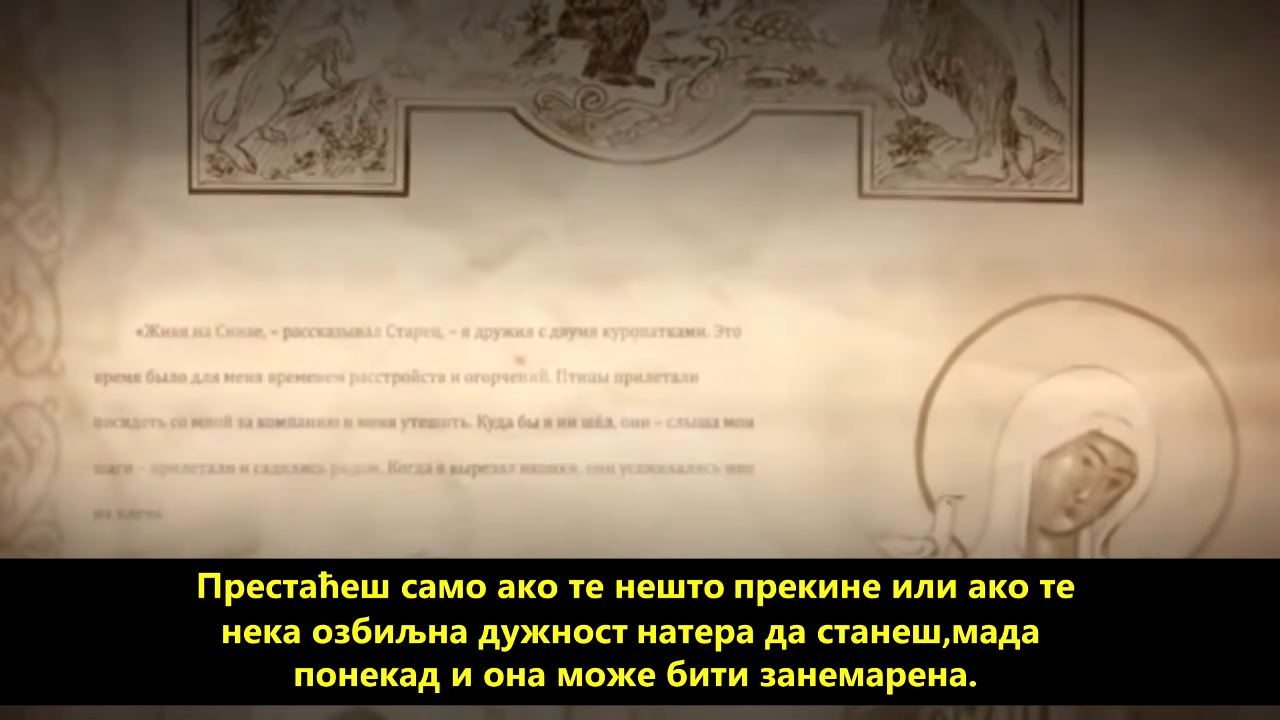 «Живя на Синае, – рассказывал Старец, – я дружил с двумя куропатками. Это
время было для меня временем расстройств и огорчений. Птицы прилетали
посидеть со мной за компанию и меня утешить. Куда бы я ни шёл, они – слыша мои
шаги – прилетали и садились рядом. Когда я вырезал иконки, они усаживались мне
на плечи
Престаћеш само ако те нешто прекине или ако те
нека озбиљна дужност натера да станеш,мада
понекад и она може бити занемарена.